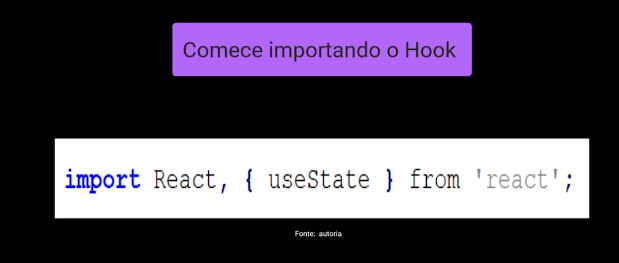 Comece importando o Hook
import React, { useState } from 'react';
Fonte: autoria